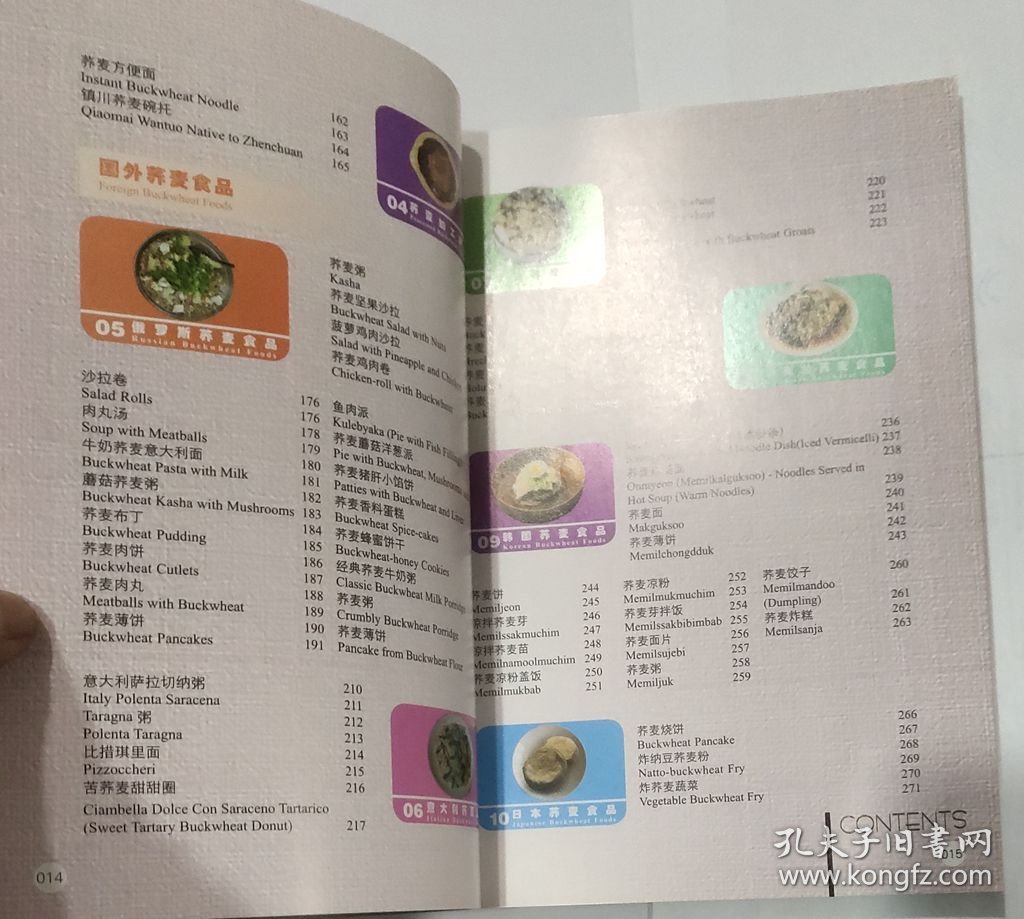 荞麦方便面
Instant Buckwheat Noodle
镇川荞麦碗托
Qiaomai Wantuo Native to Zhenchuan
162
163
164
165
国外荞麦食品
Foreign Buckwheat Foods
04 荞麦加工
05 俄罗斯荞麦食品
Russian Buckwheat Foods
荞麦粥
Kasha
荞麦坚果沙拉
Buckwheat Salad with Nuts
菠萝鸡肉沙拉
Salad with Pineapple and Chicken
荞麦鸡肉卷
Chicken-roll with Buckwheat
沙拉卷
Salad Rolls
肉丸汤
Soup with Meatballs
牛奶荞麦意大利面
Buckwheat Pasta with Milk
蘑菇荞麦粥
Buckwheat Kasha with Mushrooms
荞麦布丁
Buckwheat Pudding
荞麦肉饼
Buckwheat Cutlets
荞麦肉丸
Meatballs with Buckwheat
荞麦薄饼
Buckwheat Pancakes
176
176
178
179
180
181
182
183
184
185
186
187
188
189
190
191
鱼肉派
Kulebyaka (Pie with Fish Filling)
荞麦蘑菇洋葱派
Pie with Buckwheat, Mushrooms
荞麦猪肝小馅饼
Patties with Buckwheat and Liver
荞麦香料蛋糕
Buckwheat Spice-cakes
荞麦蜂蜜饼干
Buckwheat-honey Cookies
经典荞麦牛奶粥
Classic Buckwheat Milk Porridge
荞麦粥
Crumbly Buckwheat Porridge
荞麦薄饼
Pancake from Buckwheat Flour
意大利萨拉切纳粥
Italy Polenta Saracena
Taragna 粥
Polenta Taragna
比措琪里面
Pizzoccheri
苦荞麦甜甜圈
Ciambella Dolce Con Saraceno Tartarico
(Sweet Tartary Buckwheat Donut)
210
211
212
213
214
215
216
217
06 意大利荞麦
014
220
221
222
223
Buckwheat Groats
荞麦食品
236
Noodle Dish(Iced Vermicelli) 237
238
Onmyeon (Memilkalguksoo) - Noodles Served in
Hot Soup (Warm Noodles)
239
荞麦面
240
Makguksoo
241
荞麦薄饼
242
Memilchongdduk
243
09 韩国荞麦食品
Korean Buckwheat Foods
荞麦饼 244
Memiljeon 245
凉拌荞麦芽 246
Memilssakmuchim 247
凉拌荞麦苗 248
Memilnamoolmuchim 249
荞麦凉粉盖饭 250
Memilmukbab 251
荞麦凉粉 252
Memilmukmuchim 253
荞麦芽拌饭 254
Memilssakbibimbab 255
荞麦面片 256
Memilsujebi 257
荞麦粥 258
Memiljuk 259
荞麦饺子 260
Memilmandoo
(Dumpling) 261
荞麦炸糕 262
Memilsanja 263
10 日本荞麦食品
Japanese Buckwheat Foods
荞麦烧饼 266
Buckwheat Pancake 267
炸纳豆荞麦粉 268
Natto-buckwheat Fry 269
炸荞麦蔬菜 270
Vegetable Buckwheat Fry 271
CONTENTS
015
孔夫子旧书网
www.kongfz.com